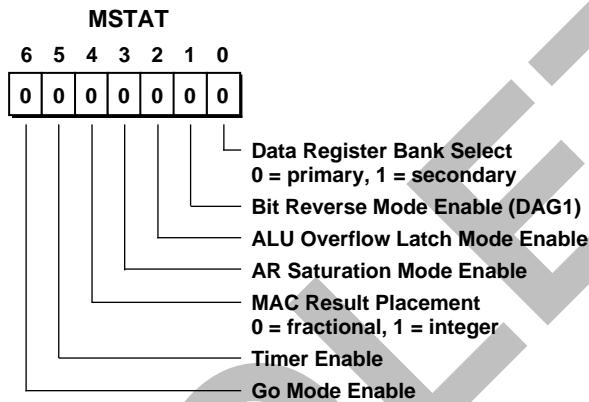 MSTAT
6 5 4 3 2 1 0
0 0 0 0 0 0 0
Data Register Bank Select
0 = primary, 1 = secondary
Bit Reverse Mode Enable (DAG1)
ALU Overflow Latch Mode Enable
AR Saturation Mode Enable
MAC Result Placement
0 = fractional, 1 = integer
Timer Enable
Go Mode Enable